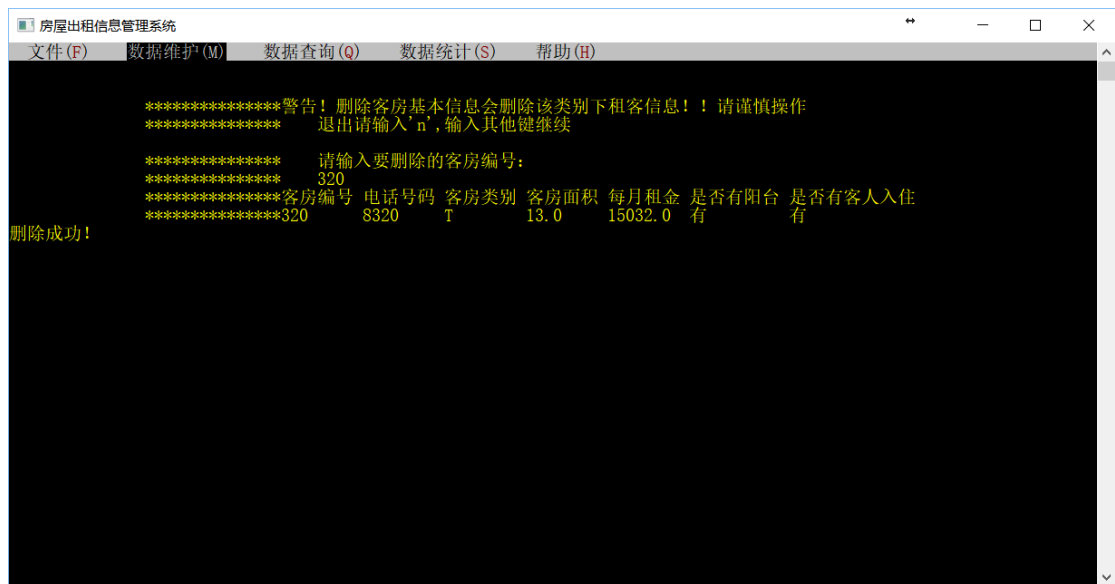 房屋出租信息管理系统
文件(F) 数据维护(M) 数据查询(Q) 数据统计(S) 帮助(H)
***************警告! 删除客房基本信息会删除该类别下租客信息!! 请谨慎操作
*************** 退出请输入'n',输入其他键继续
*************** 请输入要删除的客房编号:
*************** 320
***************客房编号 电话号码 客房类别 客房面积 每月租金 是否有阳台 是否有客人入住
***************320 8320 T 13.0 15032.0 有 有
删除成功!